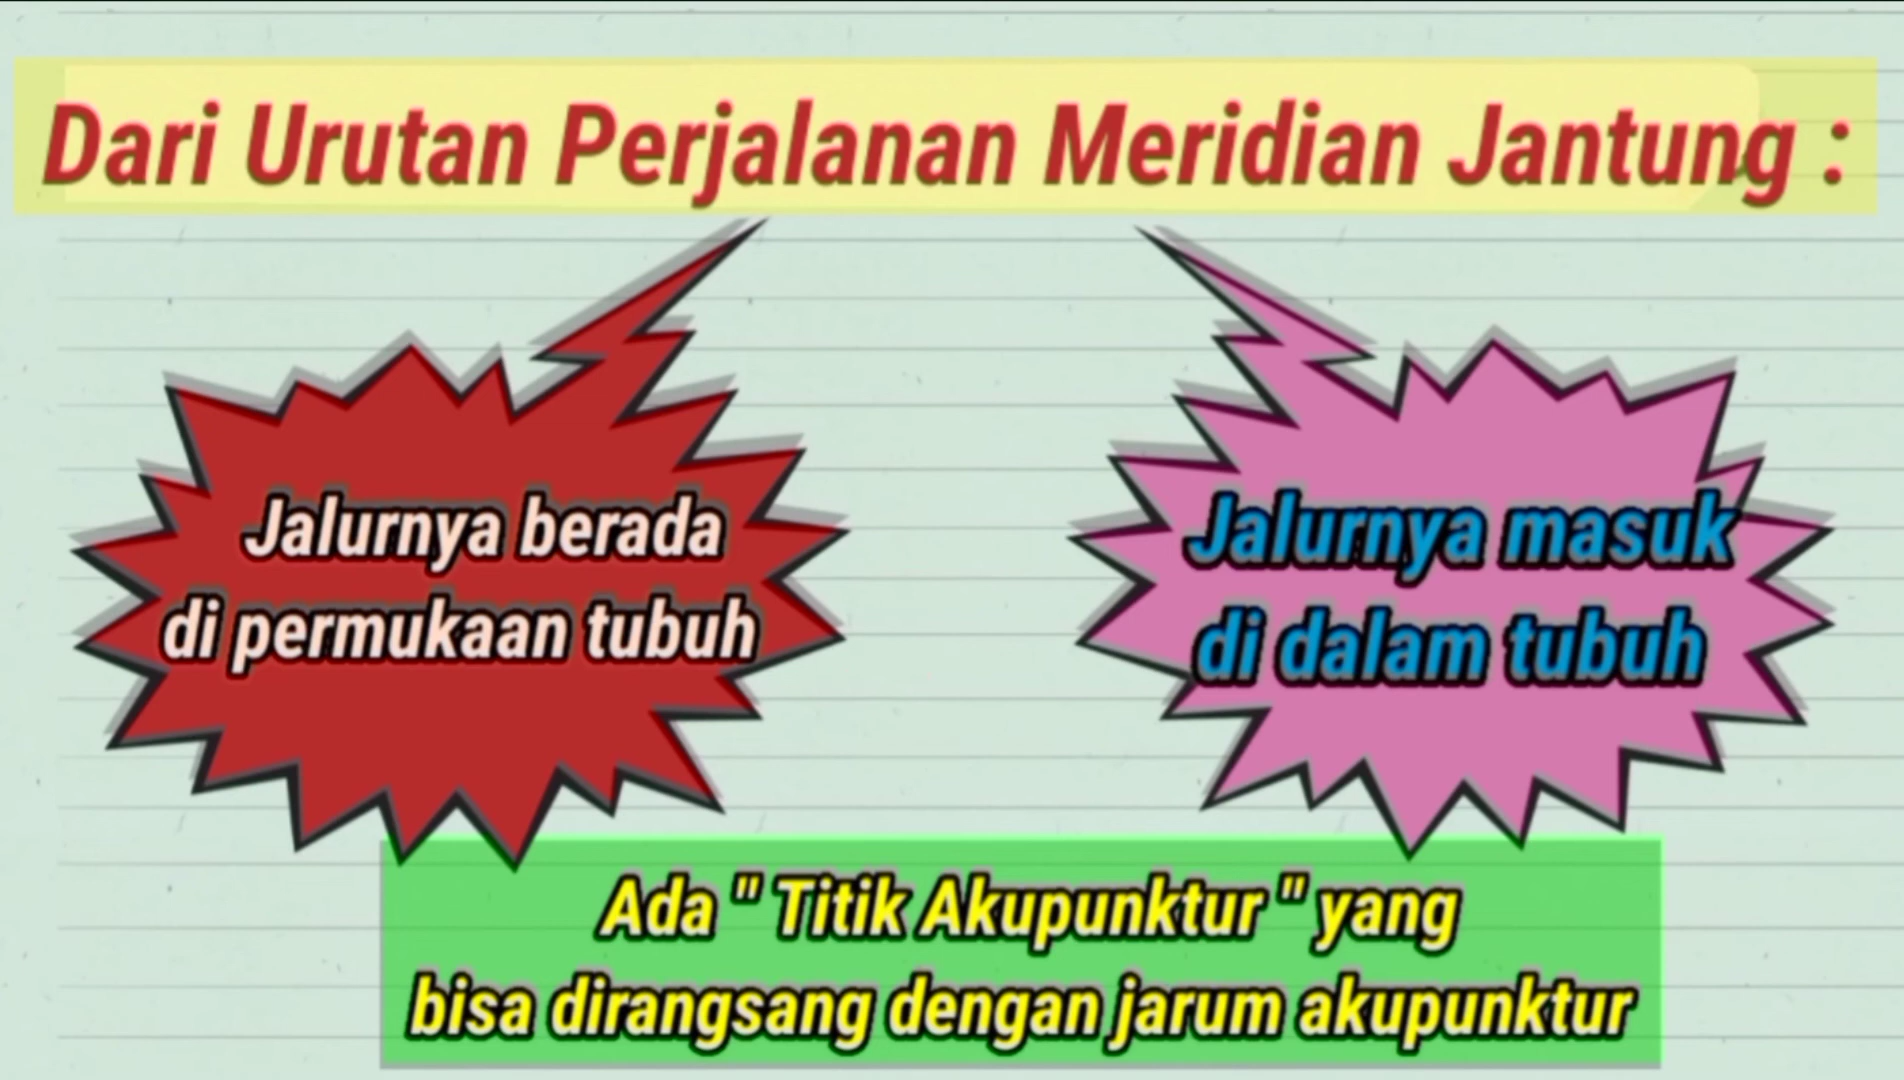 Dari Urutan Perjalanan Meridian Jantung :
Jalurnya berada
di permukaan tubuh
Jalurnya masuk
di dalam tubuh
Ada " Titik Akupunktur " yang
bisa dirangsang dengan jarum akupunktur